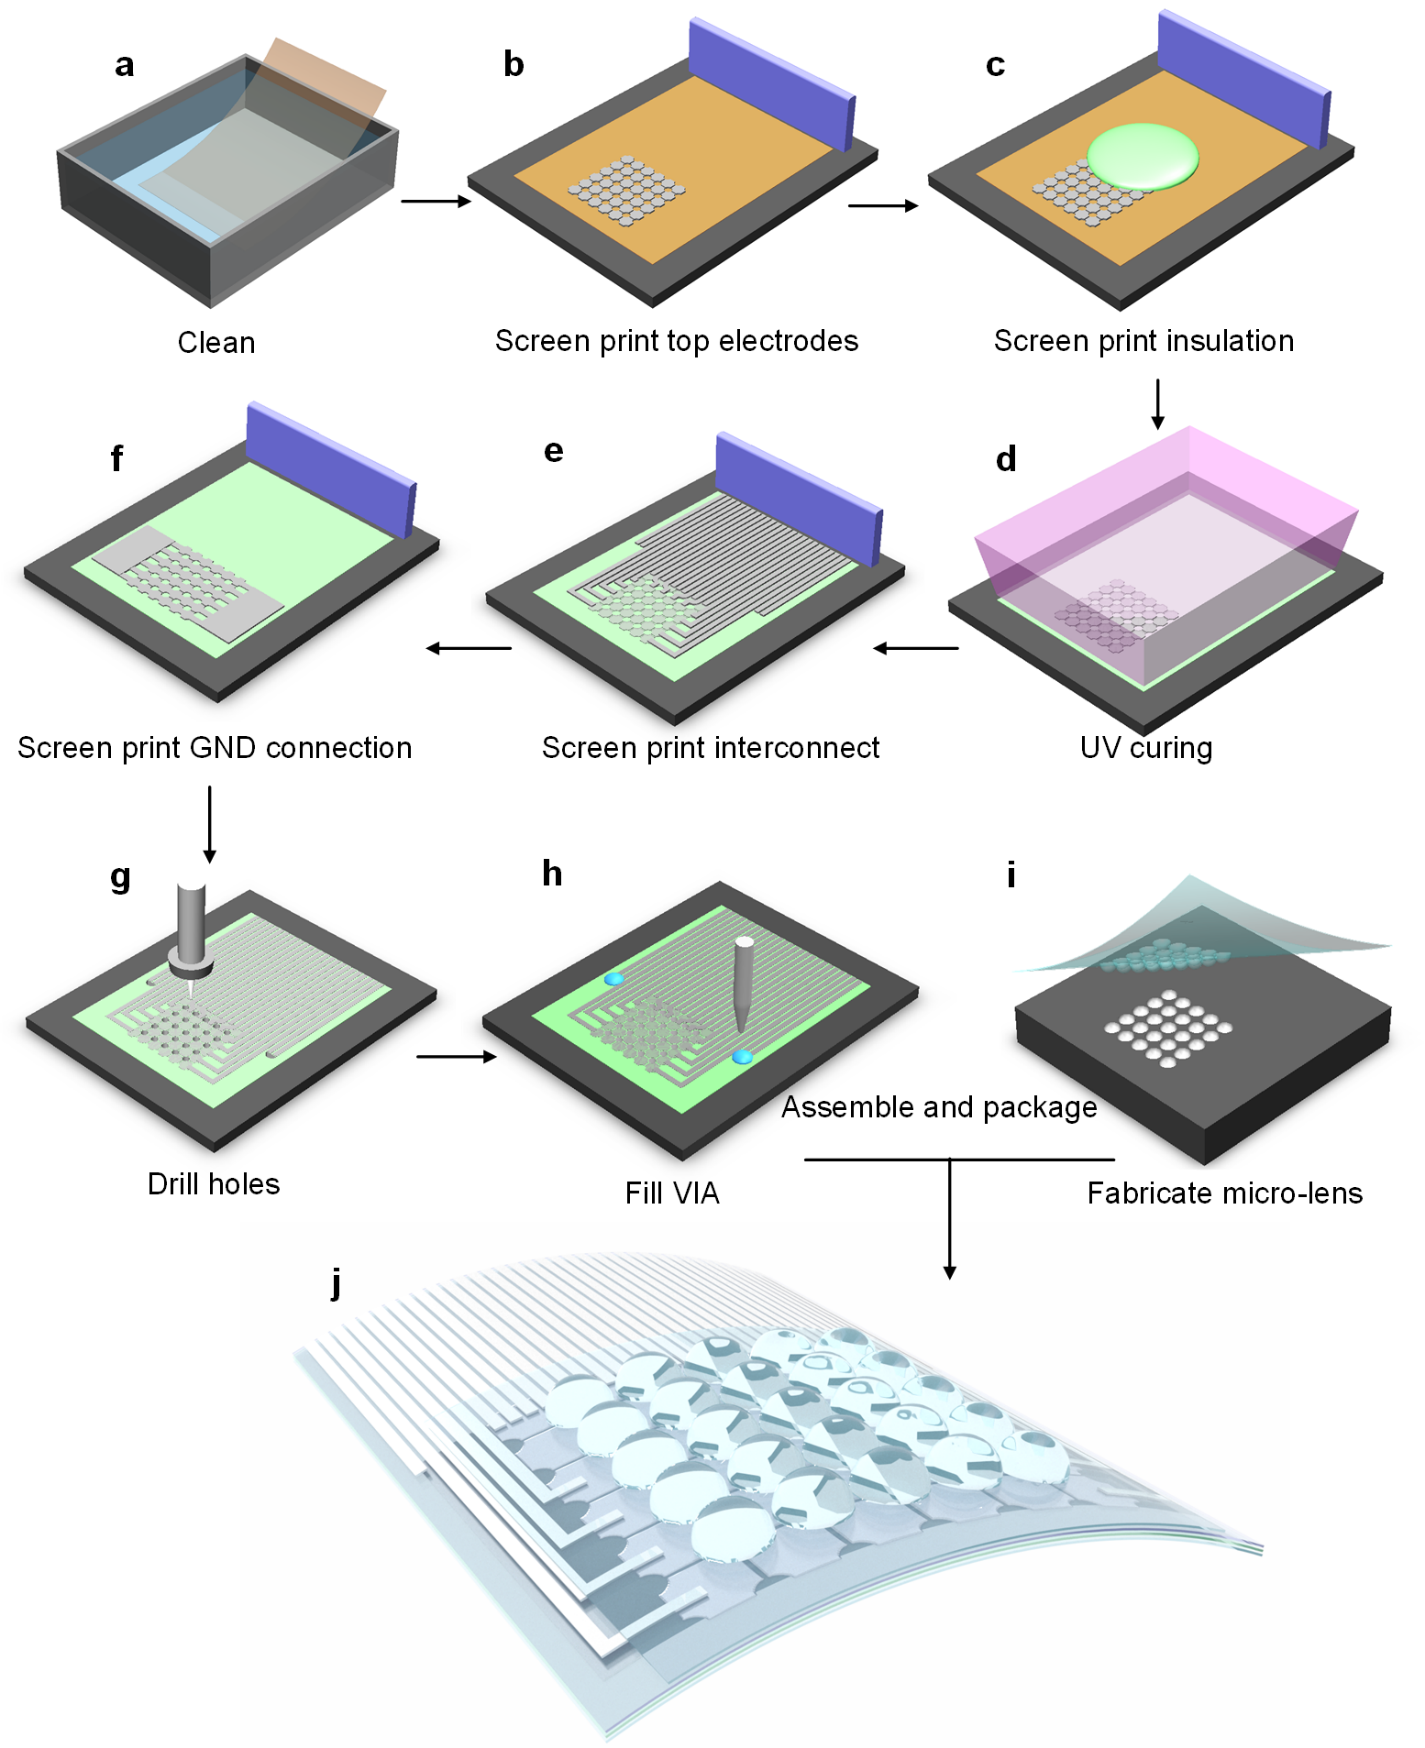 a
b
c
Clean
Screen print top electrodes
Screen print insulation
f
e
d
Screen print GND connection
Screen print interconnect
UV curing
g
h
i
Assemble and package
Drill holes
Fill VIA
Fabricate micro-lens
j